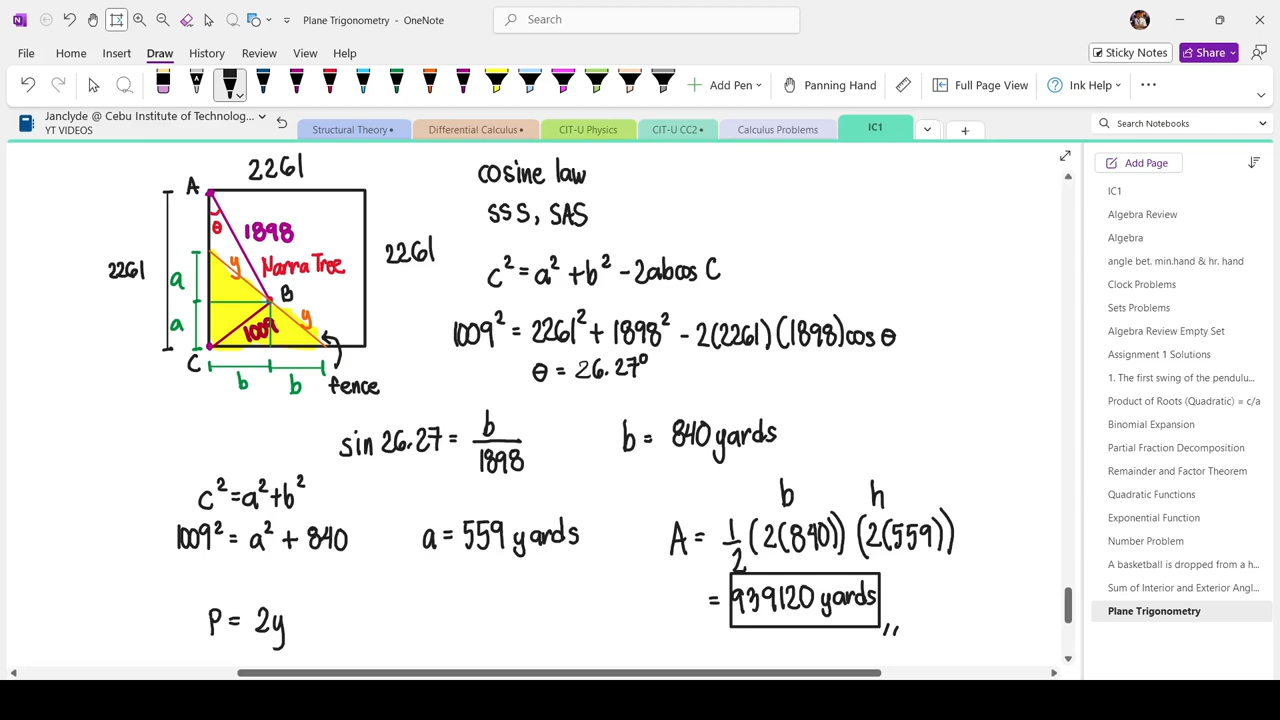 Plane Trigonometry - OneNote
Search
File Home Insert Draw History Review View Help
Sticky Notes
Share
Add Pen
Panning Hand
Full Page View
Ink Help
Janclyde @ Cebu Institute of Technolog...
YT VIDEOS
Structural Theory
Differential Calculus
CIT-U Physics
CIT-U CC2
Calculus Problems
IC1
Search Notebooks
Add Page
IC1
Algebra Review
Algebra
angle bet. min.hand & hr. hand
Clock Problems
Sets Problems
Algebra Review Empty Set
Assignment 1 Solutions
1. The first swing of the pendulu...
Product of Roots (Quadratic) = c/a
Binomial Expansion
Partial Fraction Decomposition
Remainder and Factor Theorem
Quadratic Functions
Exponential Function
Number Problem
A basketball is dropped from a h...
Sum of Interior and Exterior Angl...
Plane Trigonometry
2261
A
θ
1898
2261
2261
a
y
Narra Tree
B
a
1009
y
C
b
b
fence
cosine law
SSS, SAS
c² = a² + b² - 2abcos C
1009² = 2261² + 1898² - 2(2261)(1898)cos θ
θ = 26.27°
sin 26.27 = b/1898
b = 840 yards
c² = a² + b²
1009² = a² + 840
a = 559 yards
b h
A = 1/2 (2(840)) (2(559))
= 939120 yards
P = 2y